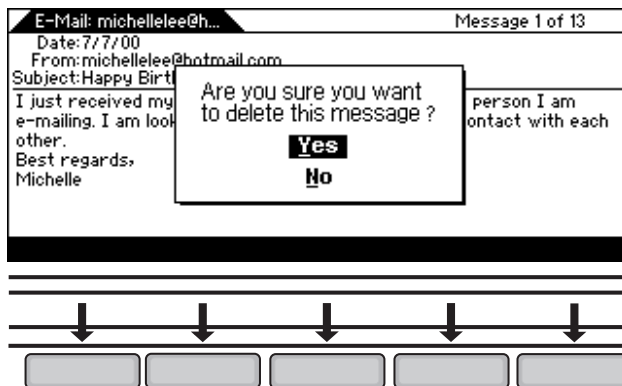 E-Mail: michellelee@h... Message 1 of 13
Date:7/7/00
From:michellelee@hotmail.com
Subject:Happy Birt
I just received my person I am
e-mailing. I am look ontact with each
other.
Best regards,
Michelle
Are you sure you want
to delete this message ?
Yes
No